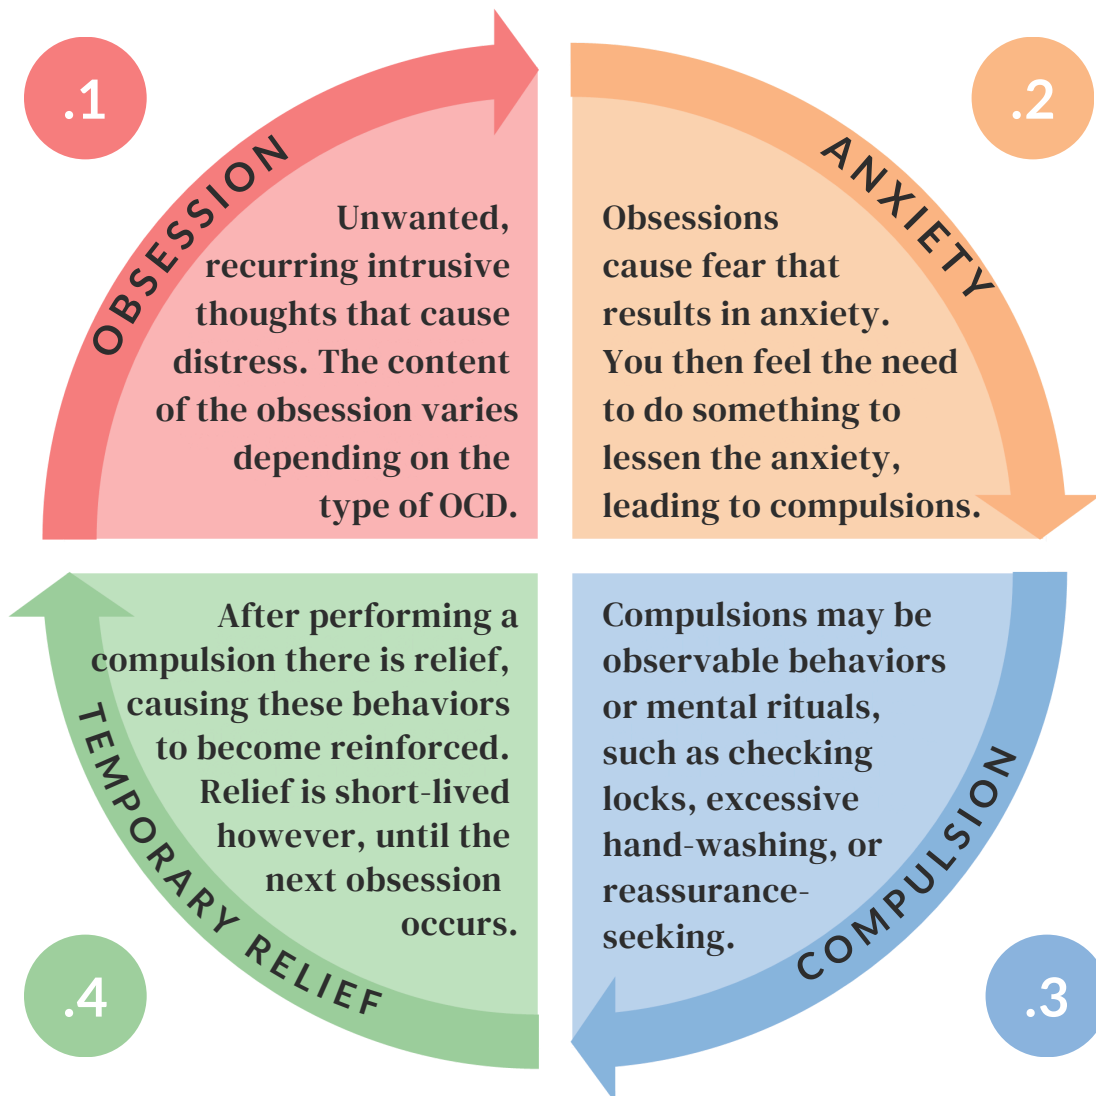 .1
OBSESSION
Unwanted,
recurring intrusive
thoughts that cause
distress. The content
of the obsession varies
depending on the
type of OCD.
.2
ANXIETY
Obsessions
cause fear that
results in anxiety.
You then feel the need
to do something to
lessen the anxiety,
leading to compulsions.
.3
COMPULSION
Compulsions may be
observable behaviors
or mental rituals,
such as checking
locks, excessive
hand-washing, or
reassurance-
seeking.
.4
TEMPORARY RELIEF
After performing a
compulsion there is relief,
causing these behaviors
to become reinforced.
Relief is short-lived
however, until the
next obsession
occurs.